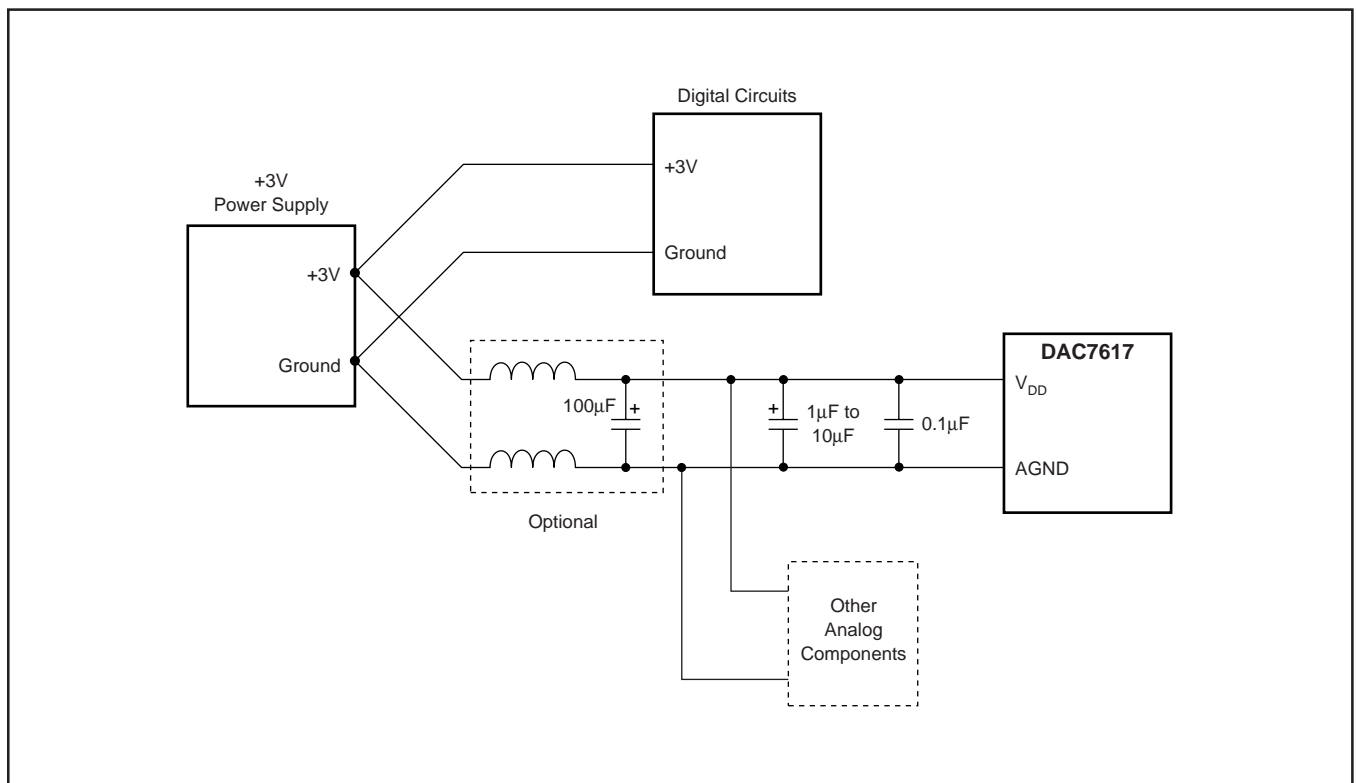 Digital Circuits
+3V
Ground
+3V
Power Supply
+3V
Ground
100µF
+
Optional
+
1µF to
10µF
0.1µF
DAC7617
VDD
AGND
Other
Analog
Components